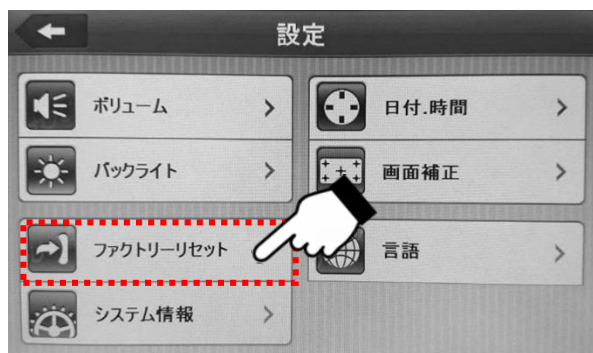 設定
ボリューム
日付.時間
バックライト
画面補正
ファクトリーリセット
言語
システム情報